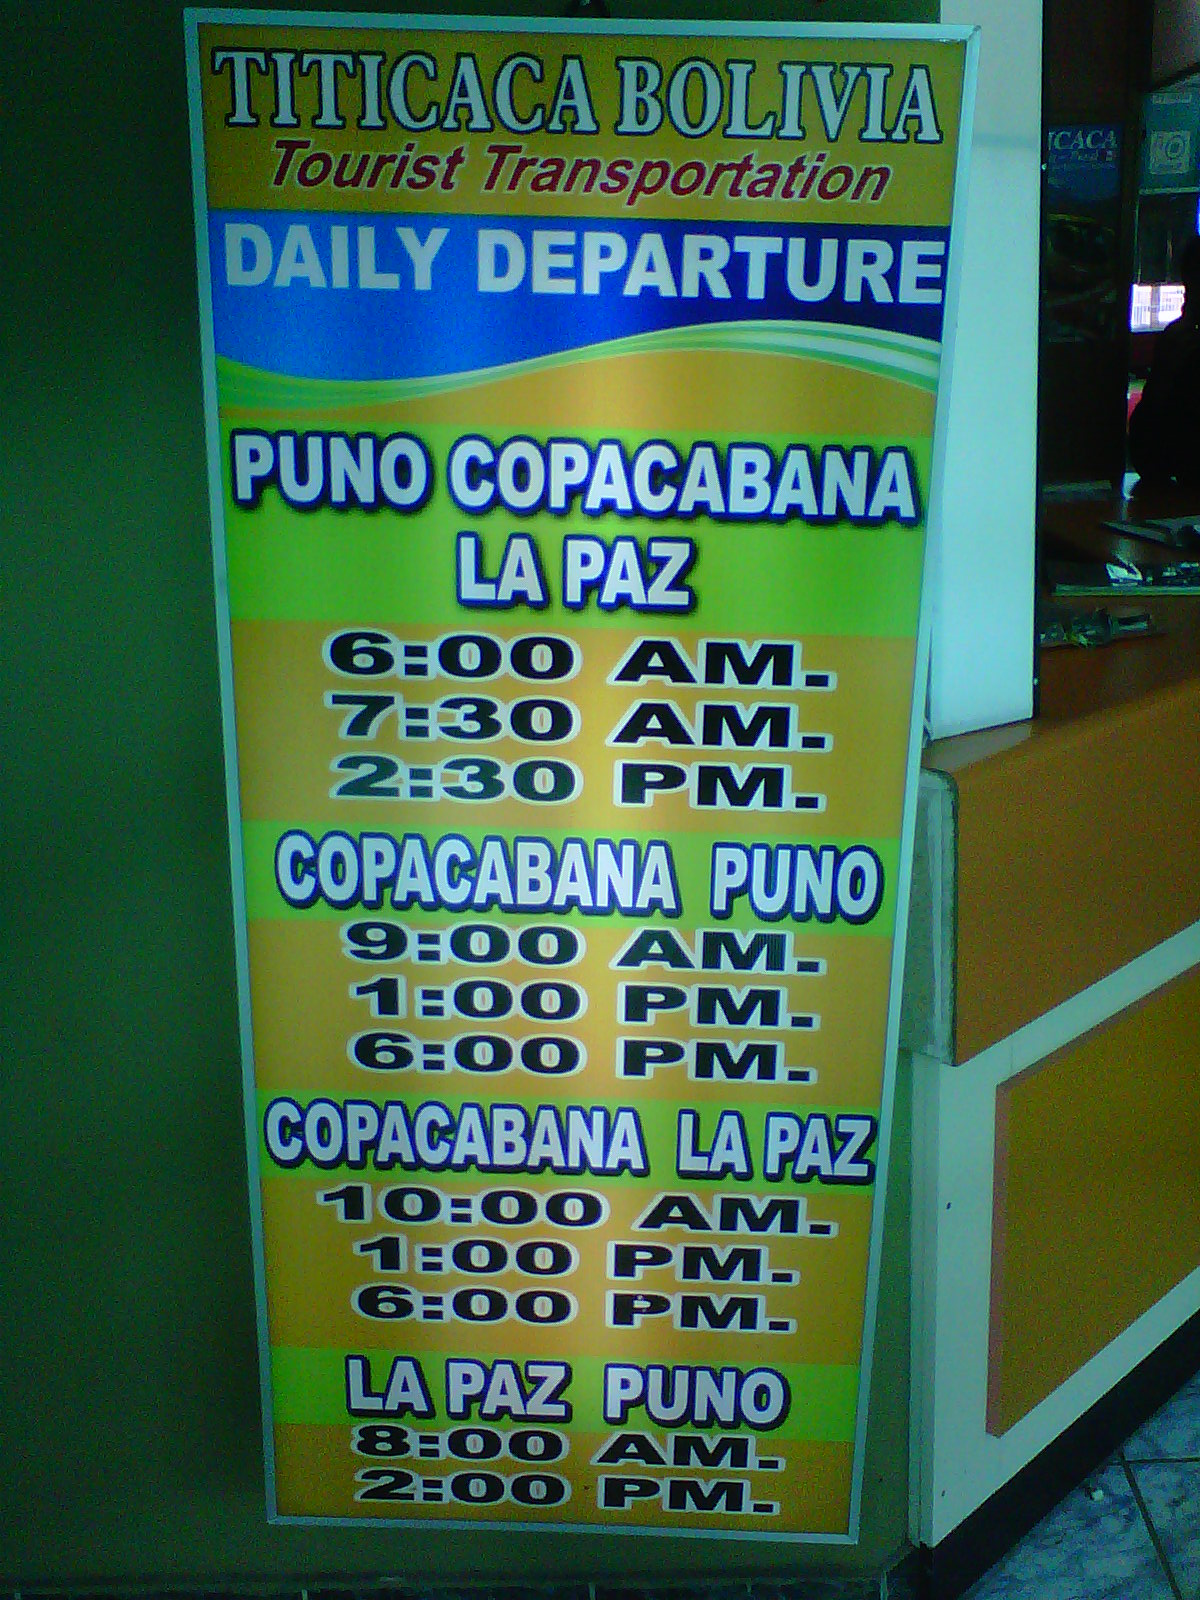 TITICACA BOLIVIA
Tourist Transportation
DAILY DEPARTURE
PUNO COPACABANA
LA PAZ
6:00 AM.
7:30 AM.
2:30 PM.
COPACABANA PUNO
9:00 AM.
1:00 PM.
6:00 PM.
COPACABANA LA PAZ
10:00 AM.
1:00 PM.
6:00 PM.
LA PAZ PUNO
8:00 AM.
2:00 PM.
ICACA